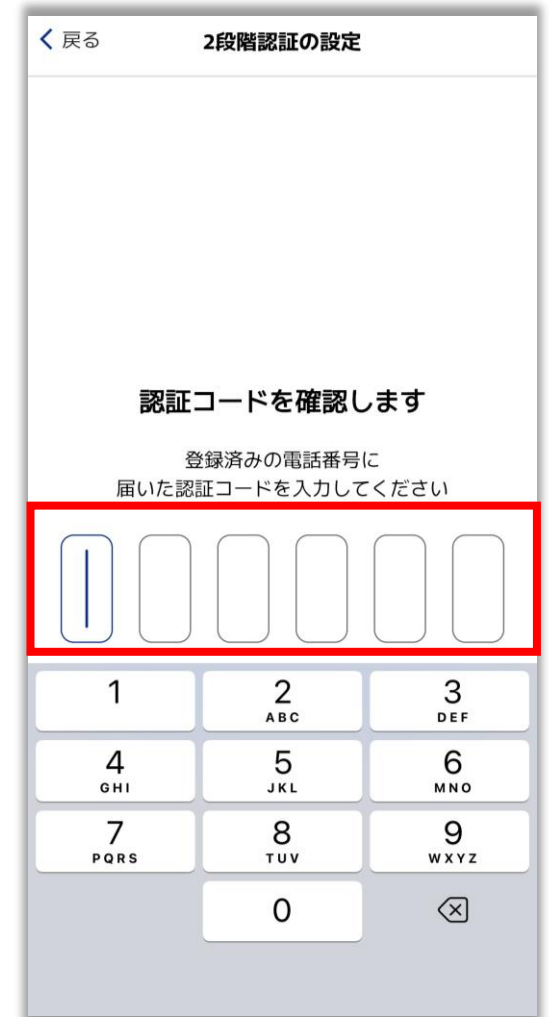 戻る 2段階認証の設定
認証コードを確認します
登録済みの電話番号に
届いた認証コードを入力してください
1 2 3
ABC DEF
4 5 6
GHI JKL MNO
7 8 9
PQRS TUV WXYZ
0